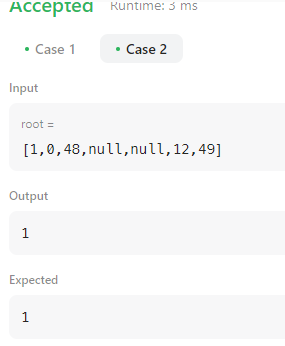 Accepted Runtime: 3 ms
Case 1 Case 2
Input
root =
[1,0,48,null,null,12,49]
Output
1
Expected
1